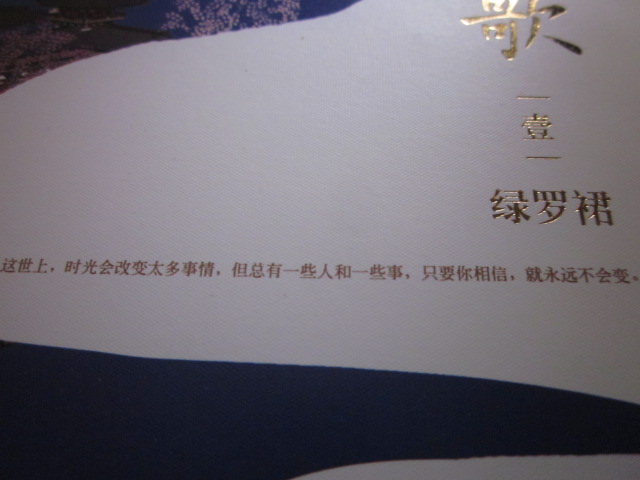 歌
壹
绿罗裙
这世上，时光会改变太多事情，但总有一些人和一些事，只要你相信，就永远不会变。